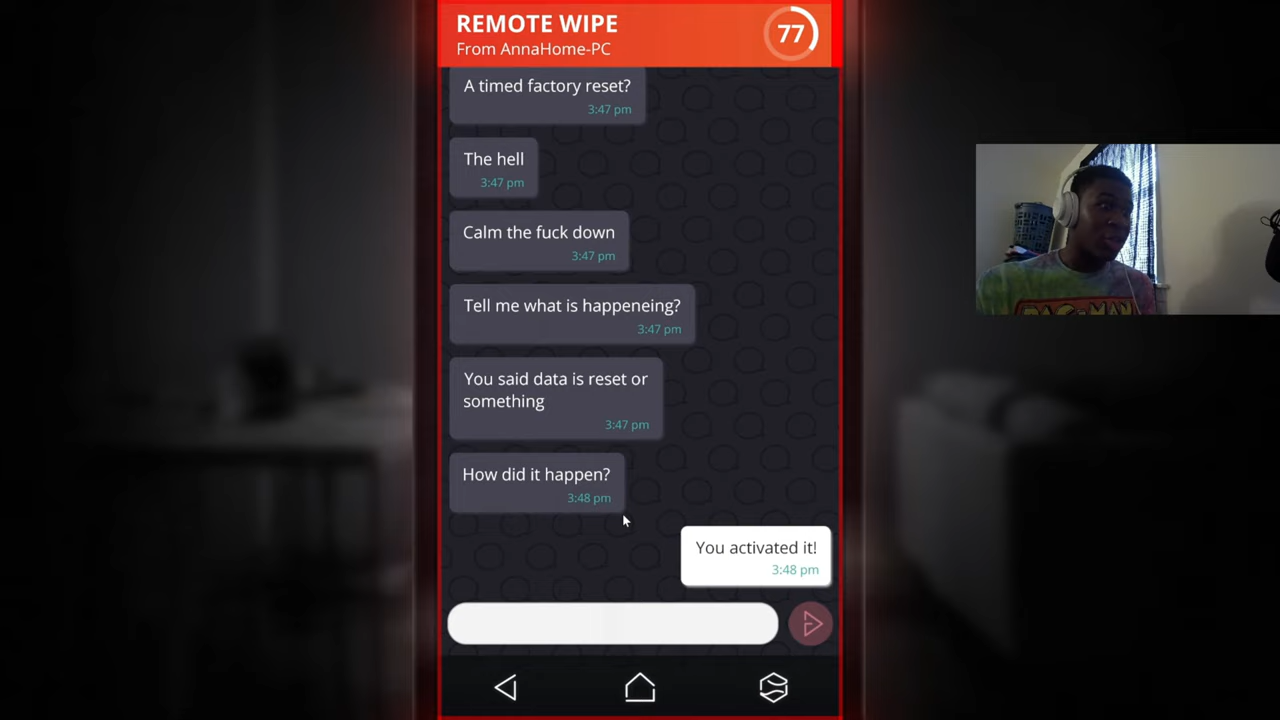 REMOTE WIPE
From AnnaHome-PC
77
A timed factory reset?
3:47 pm
The hell
3:47 pm
Calm the fuck down
3:47 pm
Tell me what is happeneing?
3:47 pm
You said data is reset or
something
3:47 pm
How did it happen?
3:48 pm
You activated it!
3:48 pm
PAC-MAN